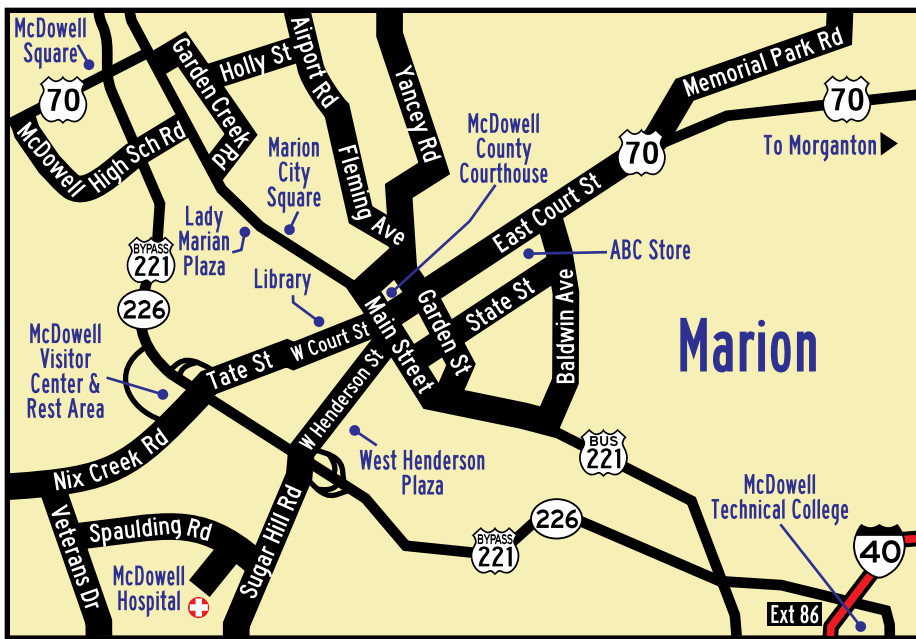 McDowell
Square
70
Garden Creek
Rd
Holly St
Airport Rd
Yancey Rd
Memorial Park Rd
70
70
To Morganton
McDowell
High Sch Rd
Marion
City
Square
Fleming Ave
McDowell
County
Courthouse
East Court St
Lady
Marian
Plaza
BYPASS
221
226
Library
ABC Store
Main Street
Garden St
State St
Baldwin Ave
Marion
McDowell
Visitor
Center &
Rest Area
Tate St
W Court St
W Henderson St
Nix Creek Rd
West Henderson
Plaza
BUS
221
McDowell
Technical College
Veterans Dr
Spaulding Rd
Sugar Hill Rd
BYPASS
221
226
40
McDowell
Hospital
Ext 86